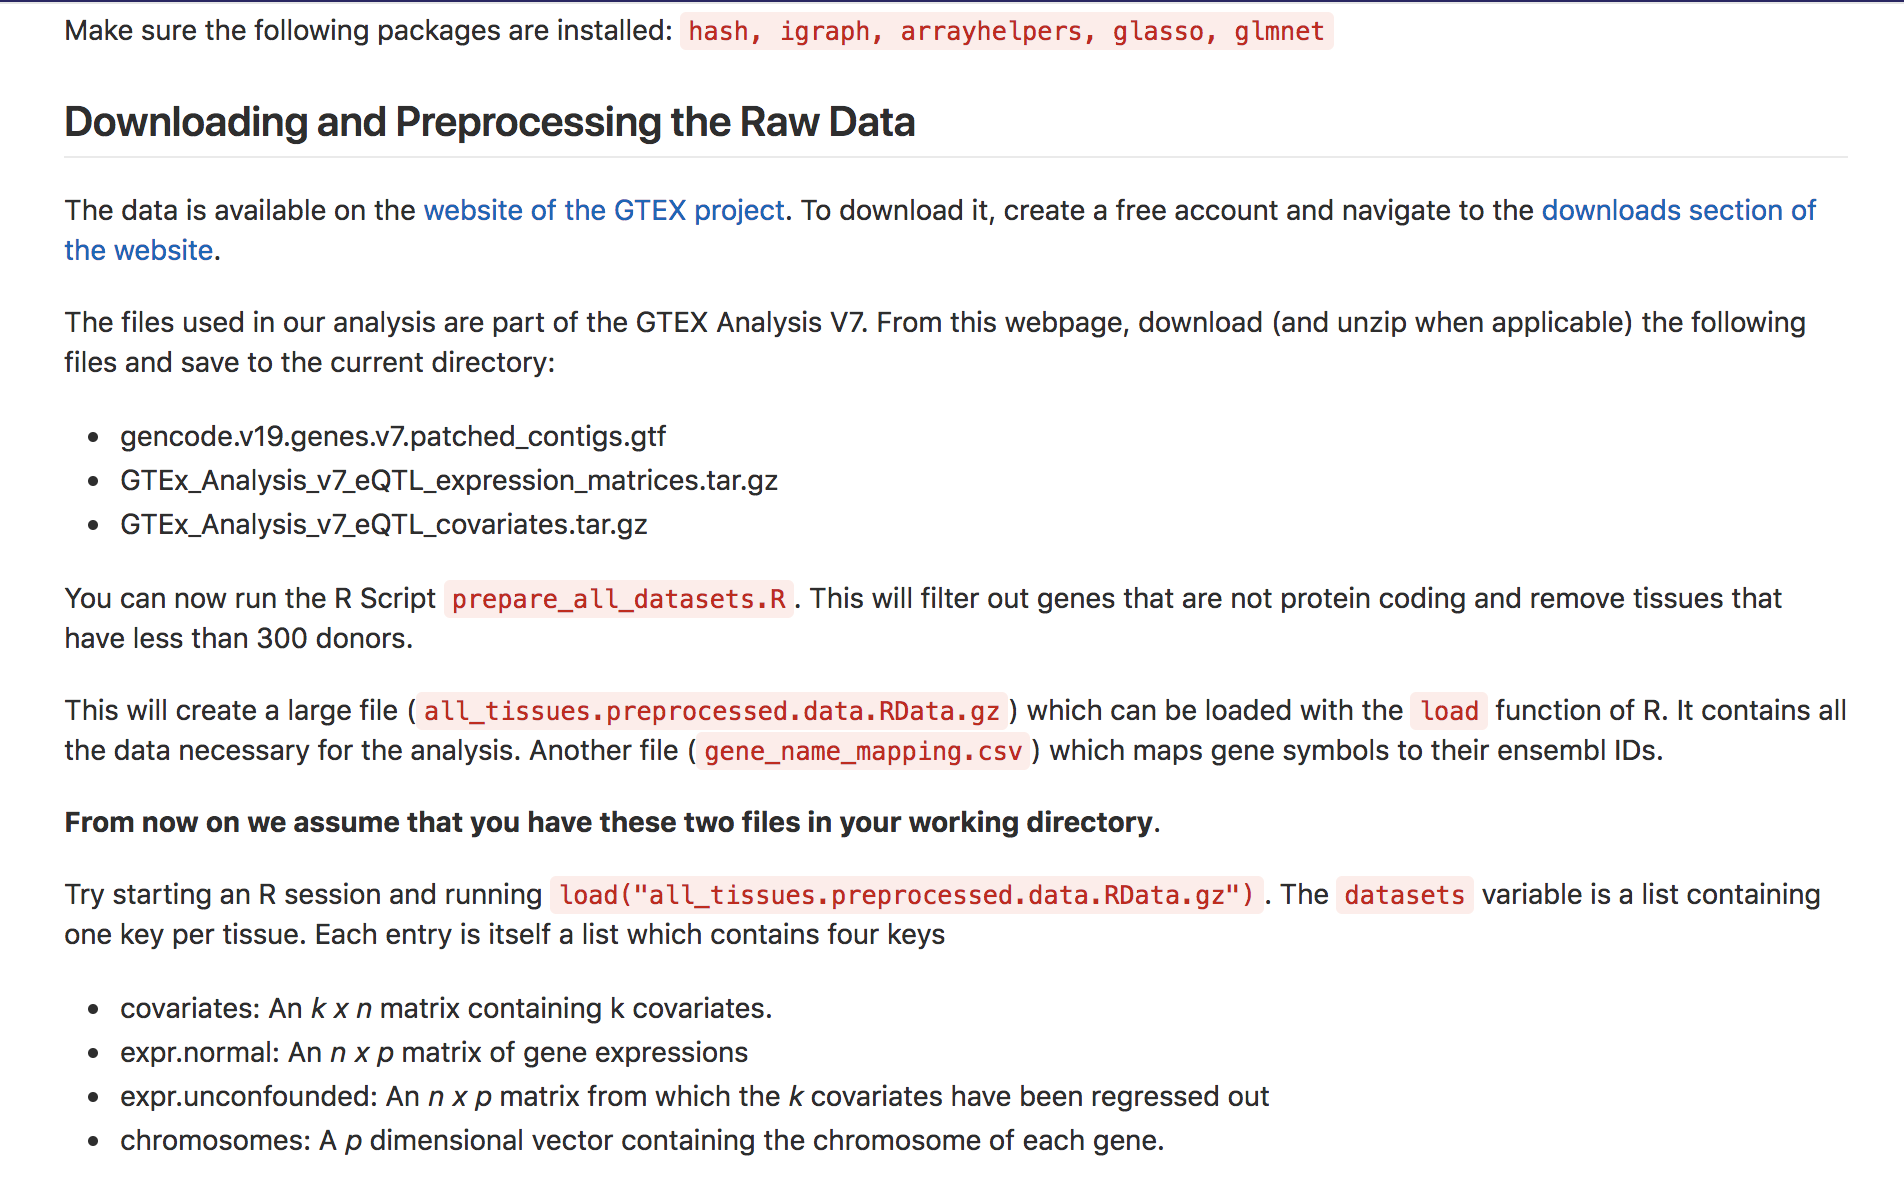 Make sure the following packages are installed: hash, igraph, arrayhelpers, glasso, glmnet
Downloading and Preprocessing the Raw Data
The data is available on the website of the GTEX project. To download it, create a free account and navigate to the downloads section of
the website.
The files used in our analysis are part of the GTEX Analysis V7. From this webpage, download (and unzip when applicable) the following
files and save to the current directory:
• gencode.v19.genes.v7.patched_contigs.gtf
• GTEx_Analysis_v7_eQTL_expression_matrices.tar.gz
• GTEx_Analysis_v7_eQTL_covariates.tar.gz
You can now run the R Script prepare_all_datasets.R. This will filter out genes that are not protein coding and remove tissues that
have less than 300 donors.
This will create a large file (all_tissues.preprocessed.data.RData.gz) which can be loaded with the load function of R. It contains all
the data necessary for the analysis. Another file (gene_name_mapping.csv) which maps gene symbols to their ensembl IDs.
From now on we assume that you have these two files in your working directory.
Try starting an R session and running load("all_tissues.preprocessed.data.RData.gz"). The datasets variable is a list containing
one key per tissue. Each entry is itself a list which contains four keys
• covariates: An k x n matrix containing k covariates.
• expr.normal: An n x p matrix of gene expressions
• expr.unconfounded: An n x p matrix from which the k covariates have been regressed out
• chromosomes: A p dimensional vector containing the chromosome of each gene.